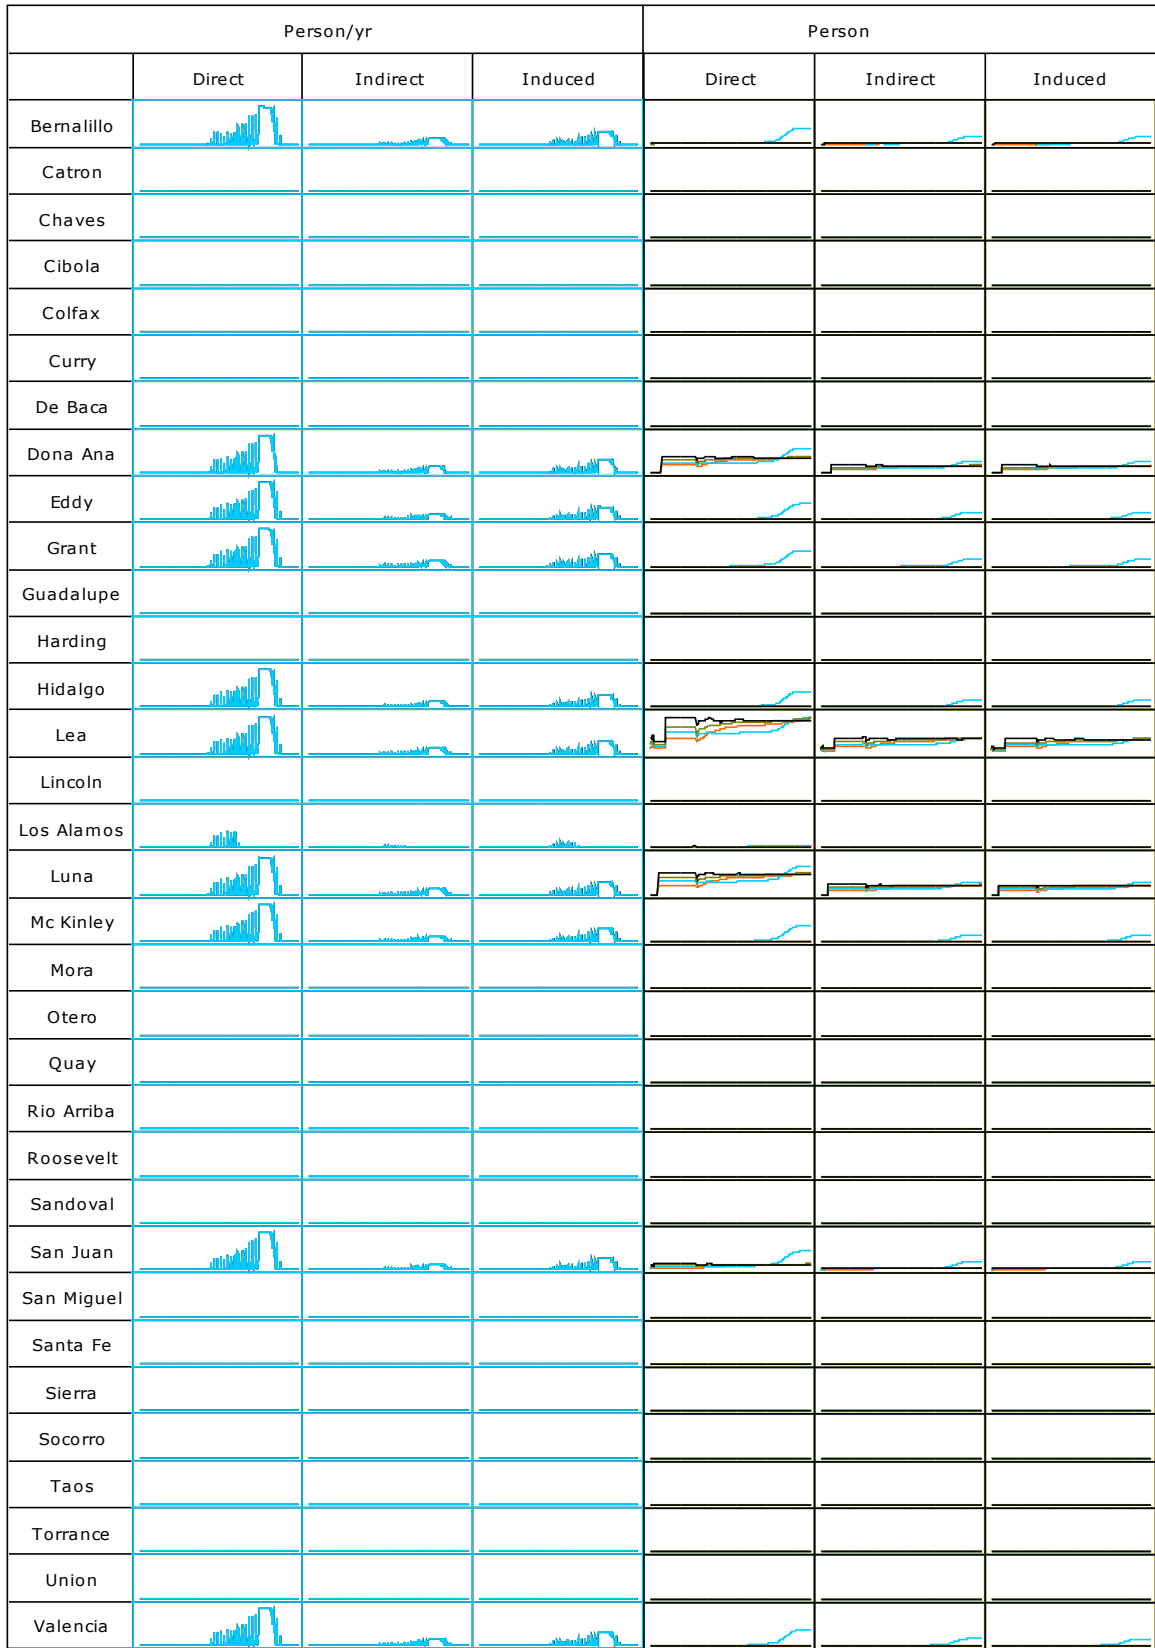 Person/yr Person
Direct Indirect Induced Direct Indirect Induced
Bernalillo
Catron
Chaves
Cibola
Colfax
Curry
De Baca
Dona Ana
Eddy
Grant
Guadalupe
Harding
Hidalgo
Lea
Lincoln
Los Alamos
Luna
Mc Kinley
Mora
Otero
Quay
Rio Arriba
Roosevelt
Sandoval
San Juan
San Miguel
Santa Fe
Sierra
Socorro
Taos
Torrance
Union
Valencia